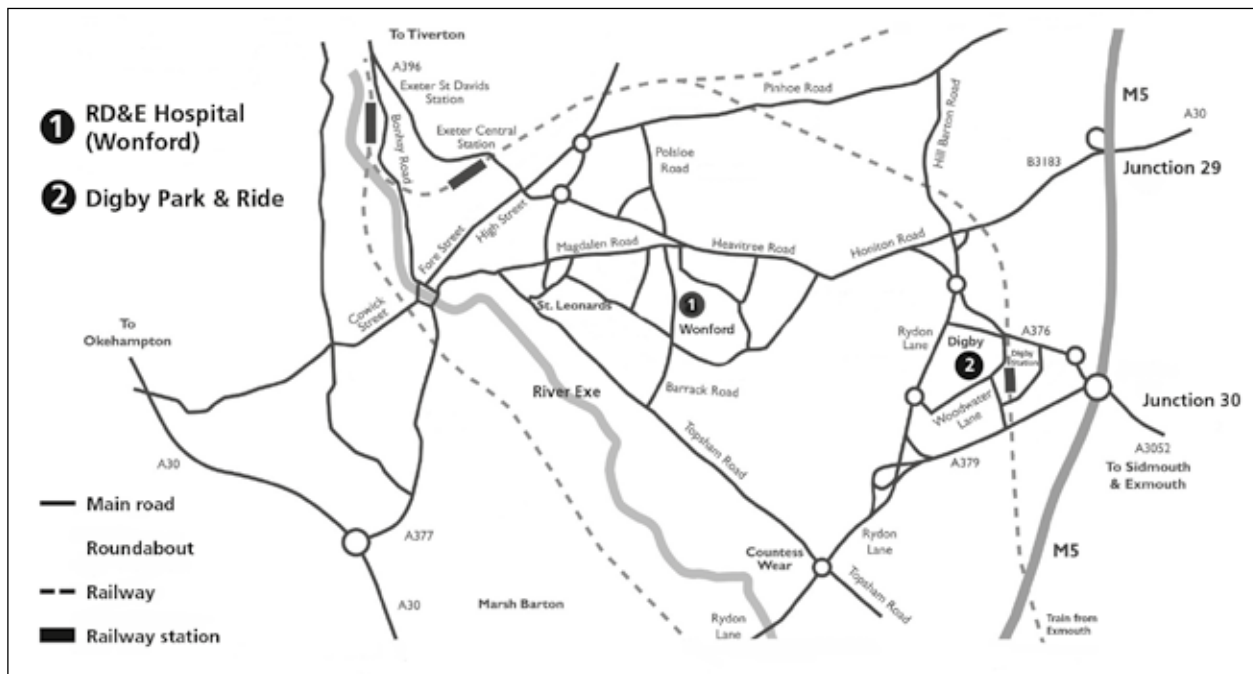 To Tiverton
A396
Exeter St Davids
Station
Exeter Central
Station
Bonhay Road
1
RD&E Hospital
(Wonford)
2
Digby Park & Ride
Pinhoe Road
M5
A30
Hill Barton Road
Polsloe
Road
B3183
Junction 29
High Street
Fore Street
Magdalen Road
Heavitree Road
Honiton Road
Cowick
Street
St. Leonards
1
Wonford
To
Okehampton
Rydon
Lane
A376
Digby
2
Digby
Station
Woodwater
Lane
Junction 30
Barrack Road
River Exe
Topsham Road
A3052
To Sidmouth
& Exmouth
A379
A30
Main road
Roundabout
Railway
Railway station
A377
A30
Marsh Barton
Countess
Wear
Rydon
Lane
Topsham Road
Rydon
Lane
M5
Train from
Exmouth